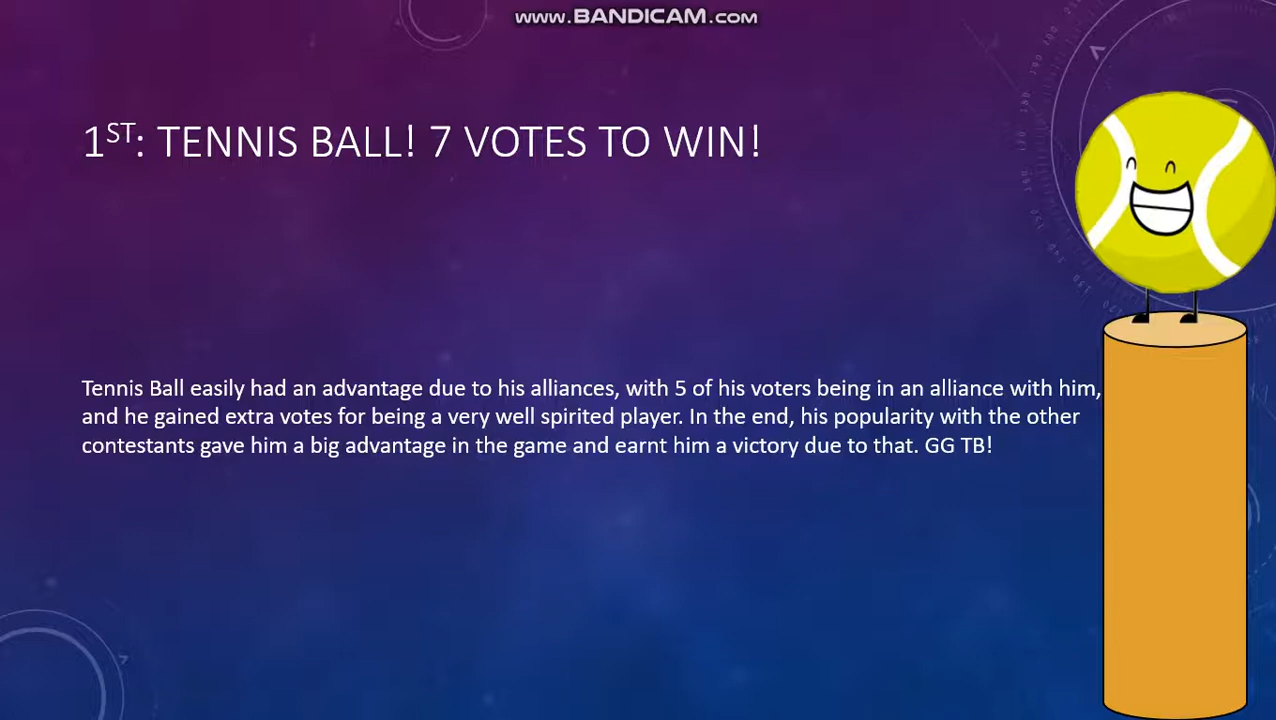 www.BANDICAM.com
1ST: TENNIS BALL! 7 VOTES TO WIN!
Tennis Ball easily had an advantage due to his alliances, with 5 of his voters being in an alliance with him,
and he gained extra votes for being a very well spirited player. In the end, his popularity with the other
contestants gave him a big advantage in the game and earnt him a victory due to that. GG TB!